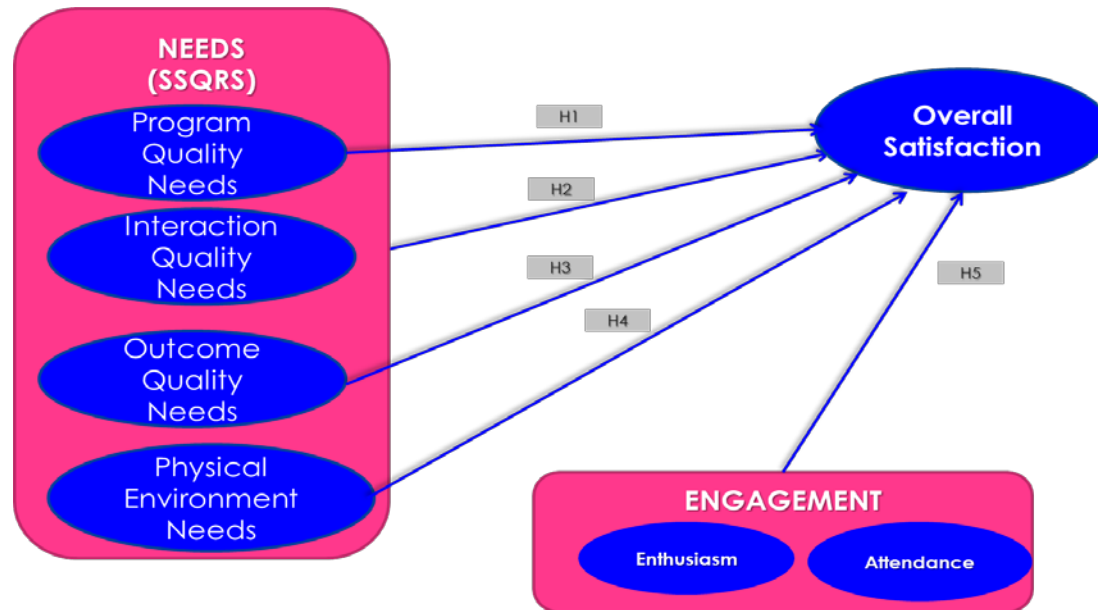 NEEDS
(SSQRS)
Program
Quality
Needs
Interaction
Quality
Needs
Outcome
Quality
Needs
Physical
Environment
Needs
H1
H2
H3
H4
H5
Overall
Satisfaction
ENGAGEMENT
Enthusiasm
Attendance